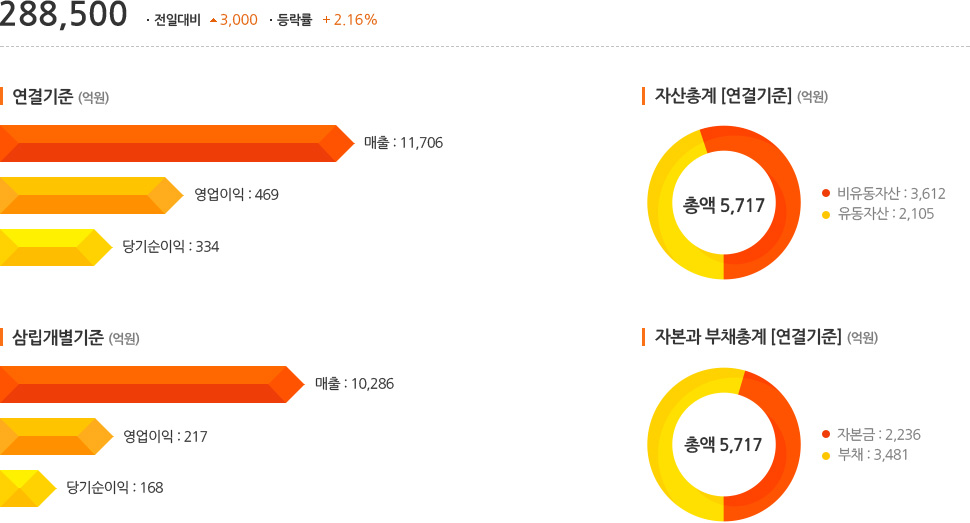 288,500 · 전일대비 ▲ 3,000 · 등락률 + 2.16%
연결기준 (억원)
매출 : 11,706
영업이익 : 469
당기순이익 : 334
자산총계 [연결기준] (억원)
총액 5,717
비유동자산 : 3,612
유동자산 : 2,105
삼립개별기준 (억원)
매출 : 10,286
영업이익 : 217
당기순이익 : 168
자본과 부채총계 [연결기준] (억원)
총액 5,717
자본금 : 2,236
부채 : 3,481